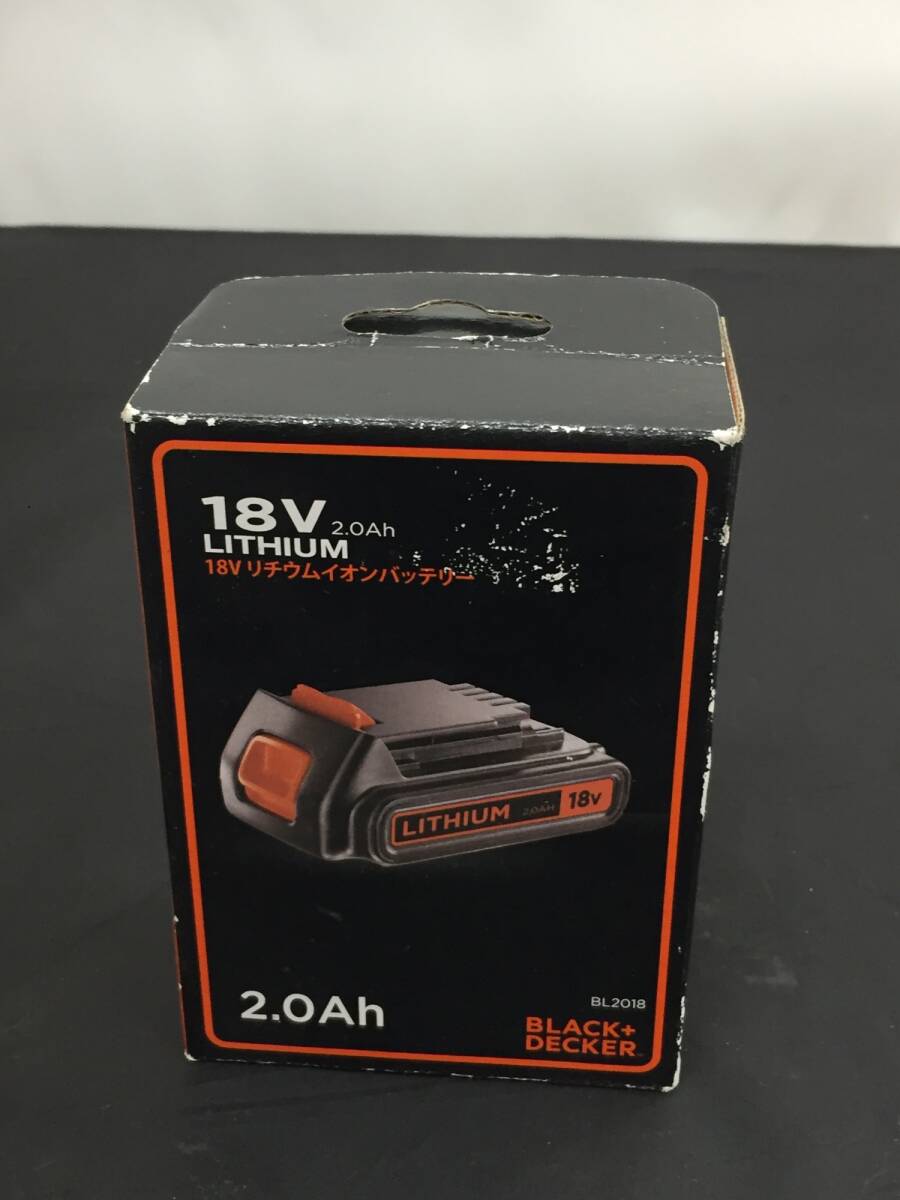 18V 2.0Ah
LITHIUM
18V リチウムイオンバッテリー
LITHIUM 2.0AH 18V
2.0Ah
BL2018
BLACK+
DECKER